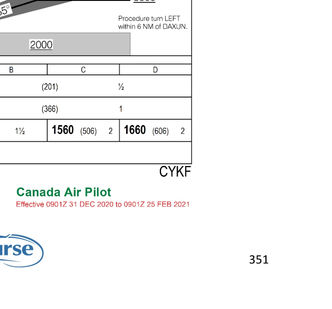 Procedure turn LEFT
within 6 NM of DAXUN.
2000
B C D
(201) ½
(366) 1
1½ 1560 (506) 2 1660 (606) 2
CYKF
Canada Air Pilot
Effective 0901Z 31 DEC 2020 to 0901Z 25 FEB 2021
351